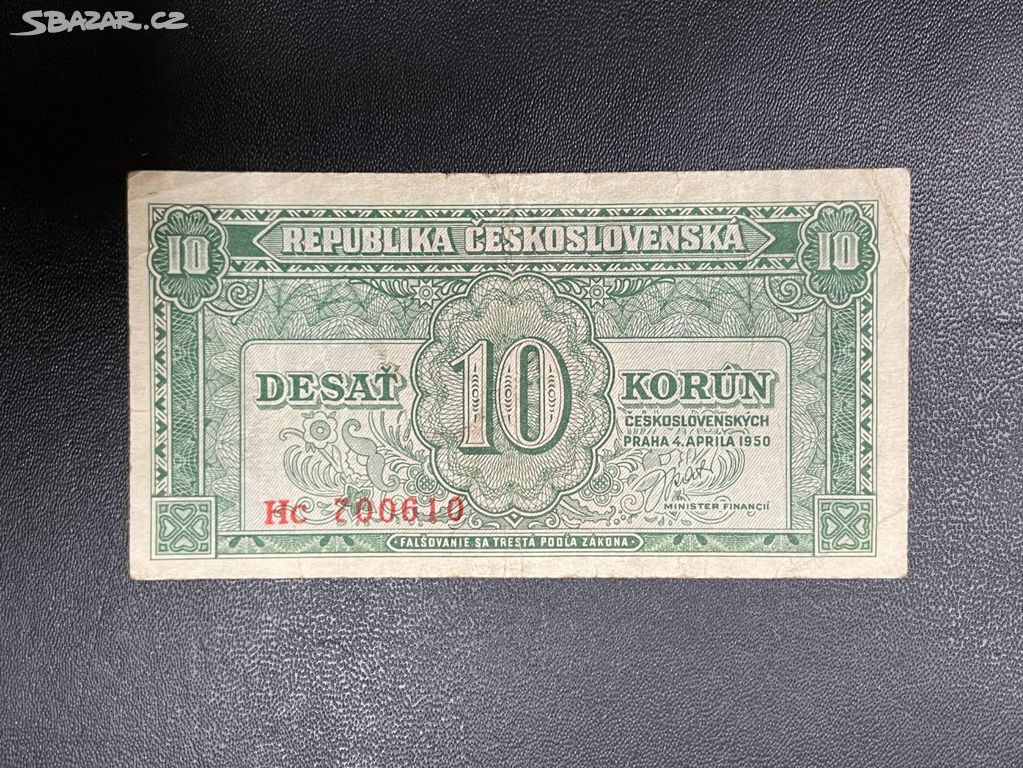 SBAZAR.CZ
10 REPUBLIKA ČESKOSLOVENSKÁ 10
DESAŤ 10 KORÚN
ČESKOSLOVENSKÝCH
PRAHA 4. APRÍLA 1950
Hc 700610
MINISTER FINANCIÍ
FALŠOVANIE SA TRESTÁ PODĽA ZÁKONA